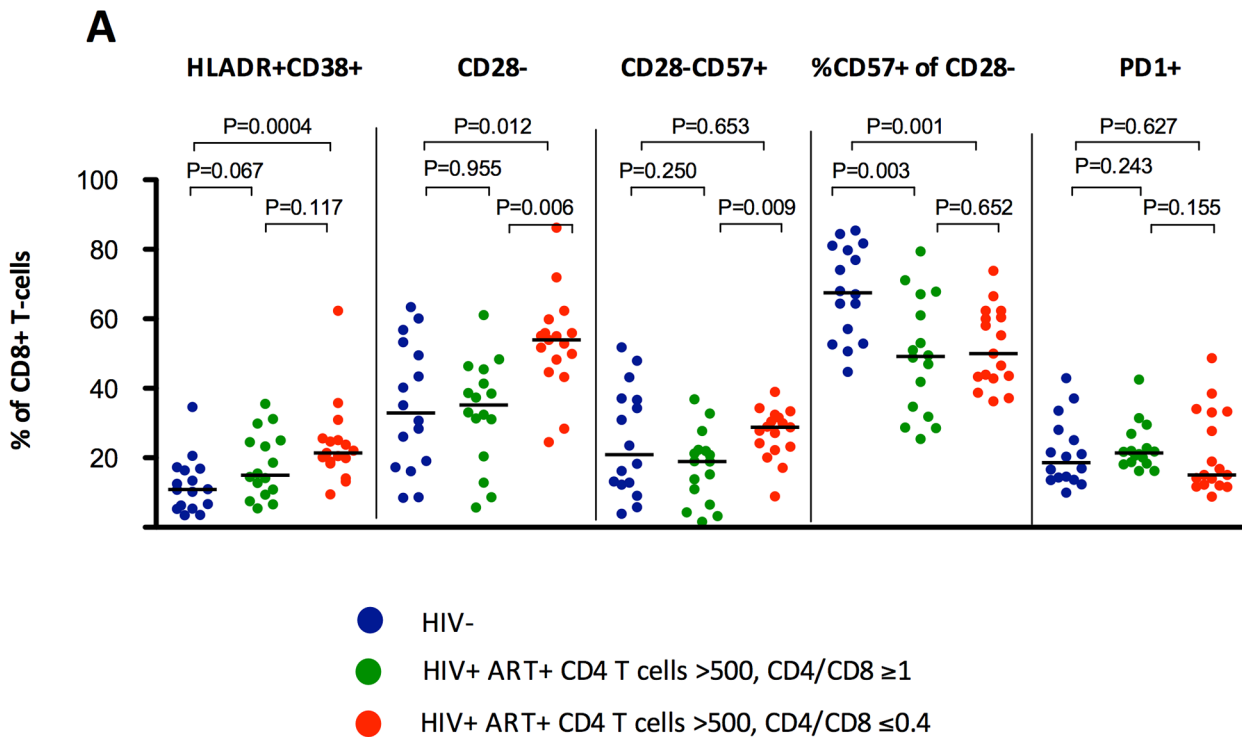 A
HLADR+CD38+ CD28- CD28-CD57+ %CD57+ of CD28- PD1+
P=0.0004 P=0.012 P=0.653 P=0.001 P=0.627
P=0.067 P=0.955 P=0.250 P=0.003 P=0.243
P=0.117 P=0.006 P=0.009 P=0.652 P=0.155
% of CD8+ T-cells
100
80
60
40
20
HIV-
HIV+ ART+ CD4 T cells >500, CD4/CD8 ≥1
HIV+ ART+ CD4 T cells >500, CD4/CD8 ≤0.4